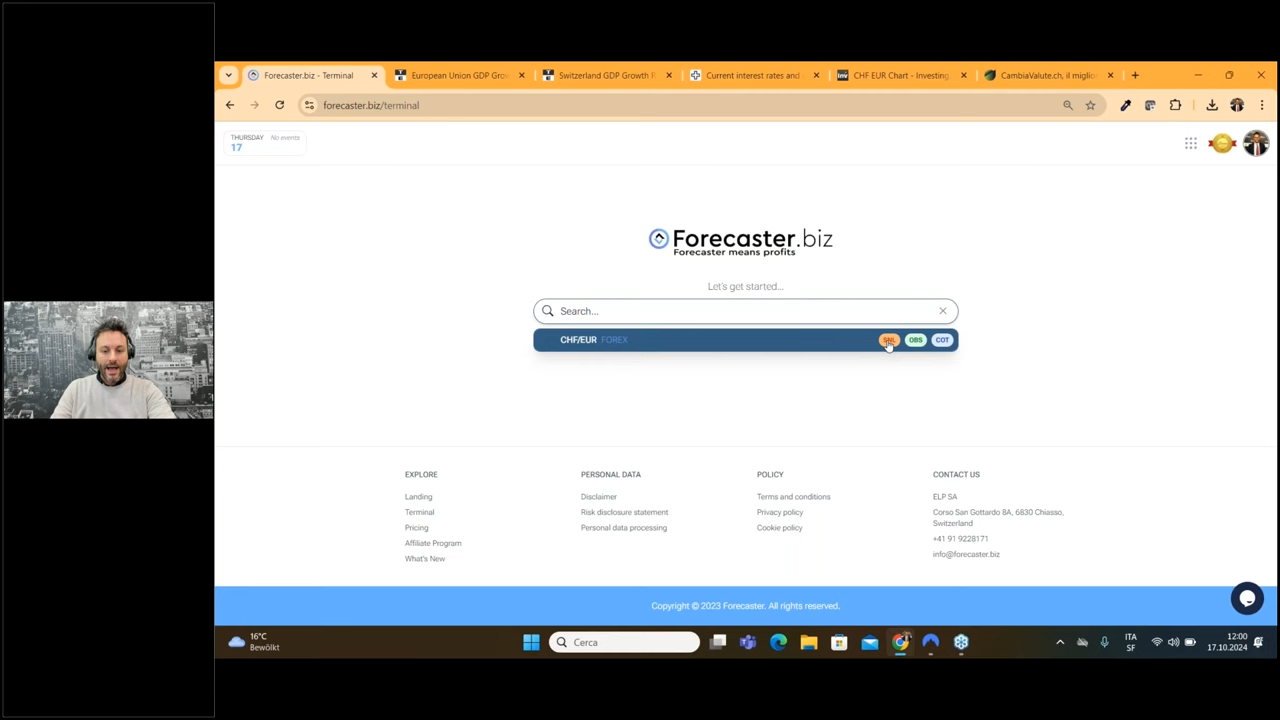 Forecaster.biz - Terminal
European Union GDP Grow
Switzerland GDP Growth R
Current interest rates and
CHF EUR Chart - Investing
CambiaValute.ch, il miglio
forecaster.biz/terminal
THURSDAY No events
17
Forecaster.biz
Forecaster means profits
Let's get started...
Search...
CHF/EUR FOREX
OBS COT
EXPLORE
Landing
Terminal
Pricing
Affiliate Program
What's New
PERSONAL DATA
Disclaimer
Risk disclosure statement
Personal data processing
POLICY
Terms and conditions
Privacy policy
Cookie policy
CONTACT US
ELP SA
Corso San Gottardo 8A, 6830 Chiasso,
Switzerland
+41 91 9228171
info@forecaster.biz
Copyright © 2023 Forecaster. All rights reserved.
16°C
Bewölkt
Cerca
ITA
SF
12:00
17.10.2024